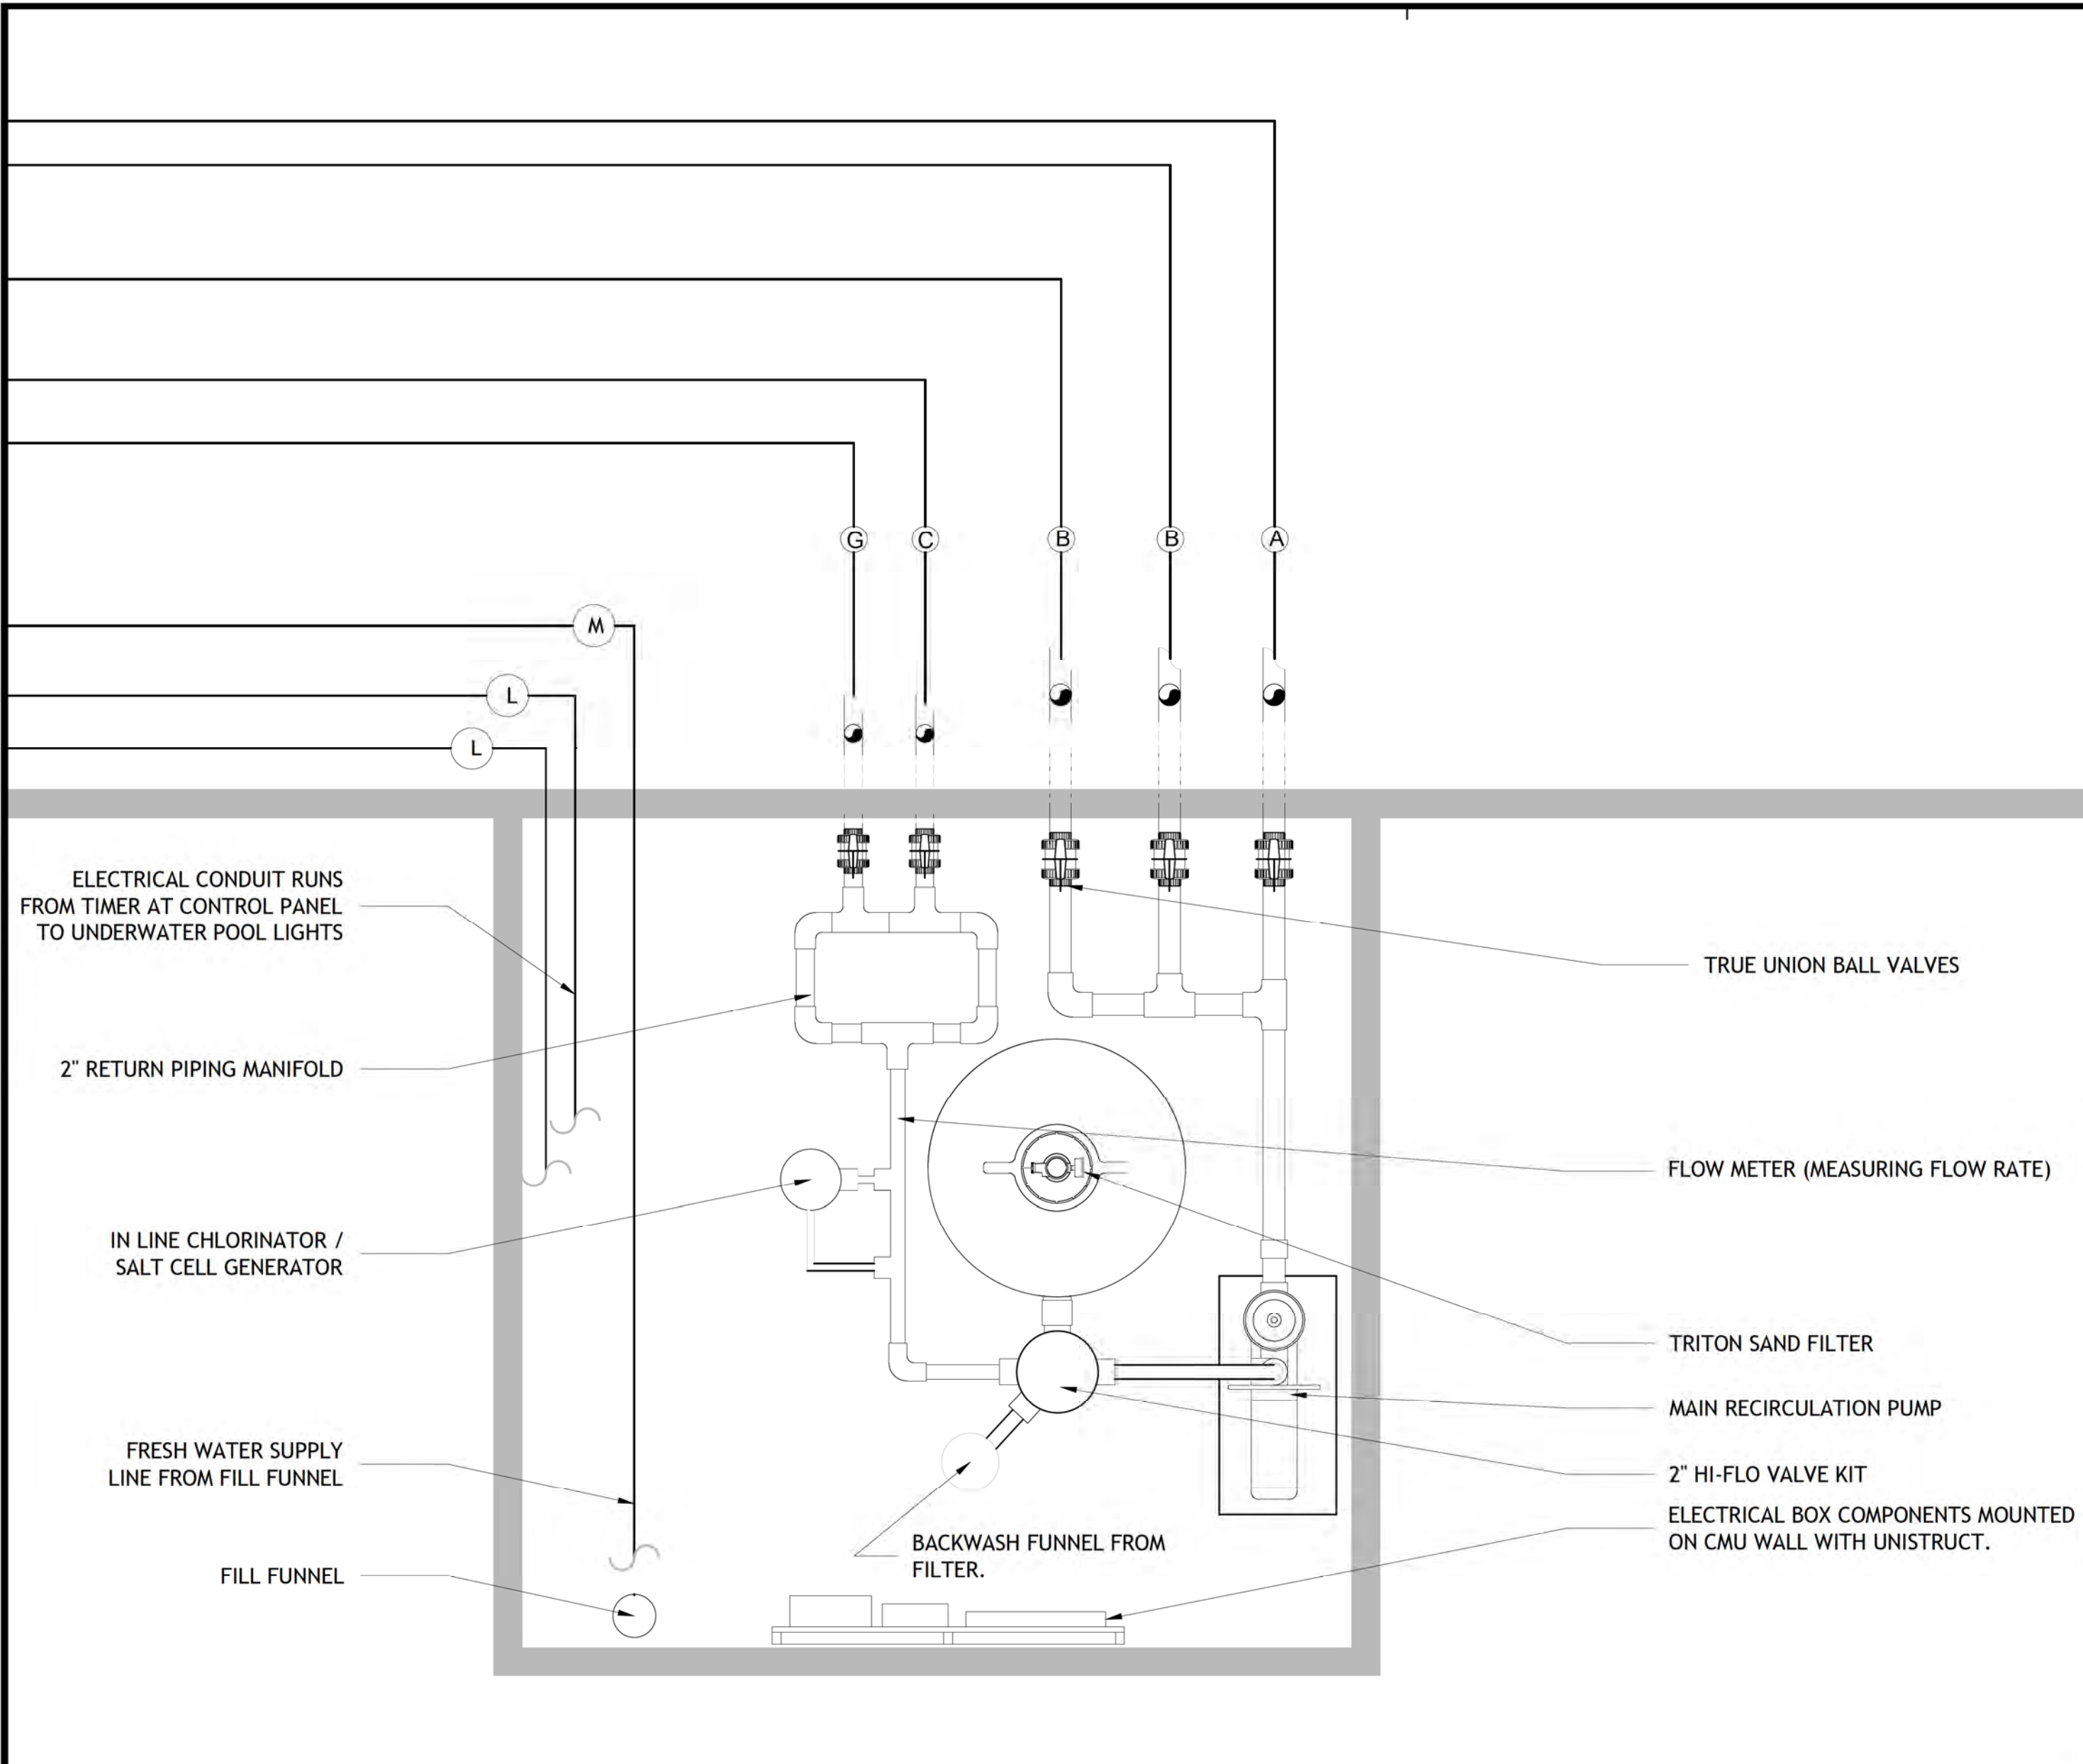 G
C
B
B
A
M
L
L
ELECTRICAL CONDUIT RUNS
FROM TIMER AT CONTROL PANEL
TO UNDERWATER POOL LIGHTS
TRUE UNION BALL VALVES
2" RETURN PIPING MANIFOLD
FLOW METER (MEASURING FLOW RATE)
IN LINE CHLORINATOR /
SALT CELL GENERATOR
TRITON SAND FILTER
MAIN RECIRCULATION PUMP
FRESH WATER SUPPLY
LINE FROM FILL FUNNEL
2" HI-FLO VALVE KIT
ELECTRICAL BOX COMPONENTS MOUNTED
ON CMU WALL WITH UNISTRUCT.
BACKWASH FUNNEL FROM
FILTER.
FILL FUNNEL